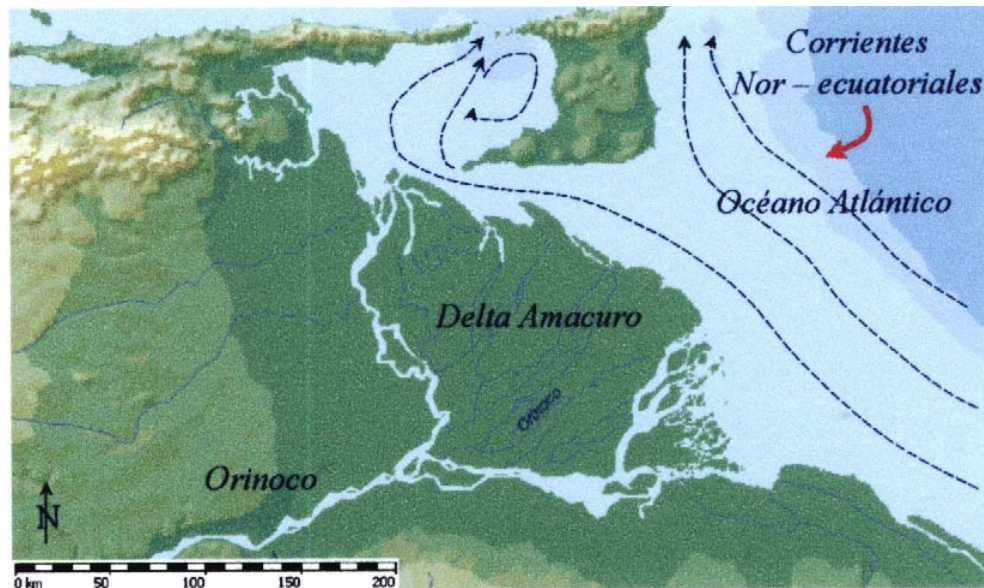 Corrientes
Nor – ecuatoriales
Océano Atlántico
Delta Amacuro
Orinoco
Orinoco
N
0 km 50 100 150 200